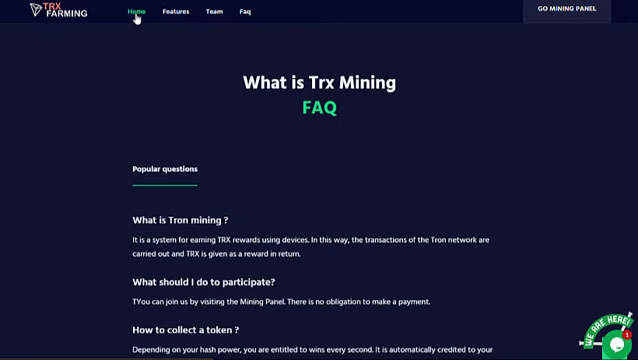 TRX
FARMING
Home Features Team Faq
GO MINING PANEL
What is Trx Mining
FAQ
Popular questions
What is Tron mining ?
It is a system for earning TRX rewards using devices. In this way, the transactions of the Tron network are
carried out and TRX is given as a reward in return.
What should I do to participate?
TYou can join us by visiting the Mining Panel. There is no obligation to make a payment.
How to collect a token ?
Depending on your hash power, you are entitled to wins every second. It is automatically credited to your
WE ARE HERE!
1